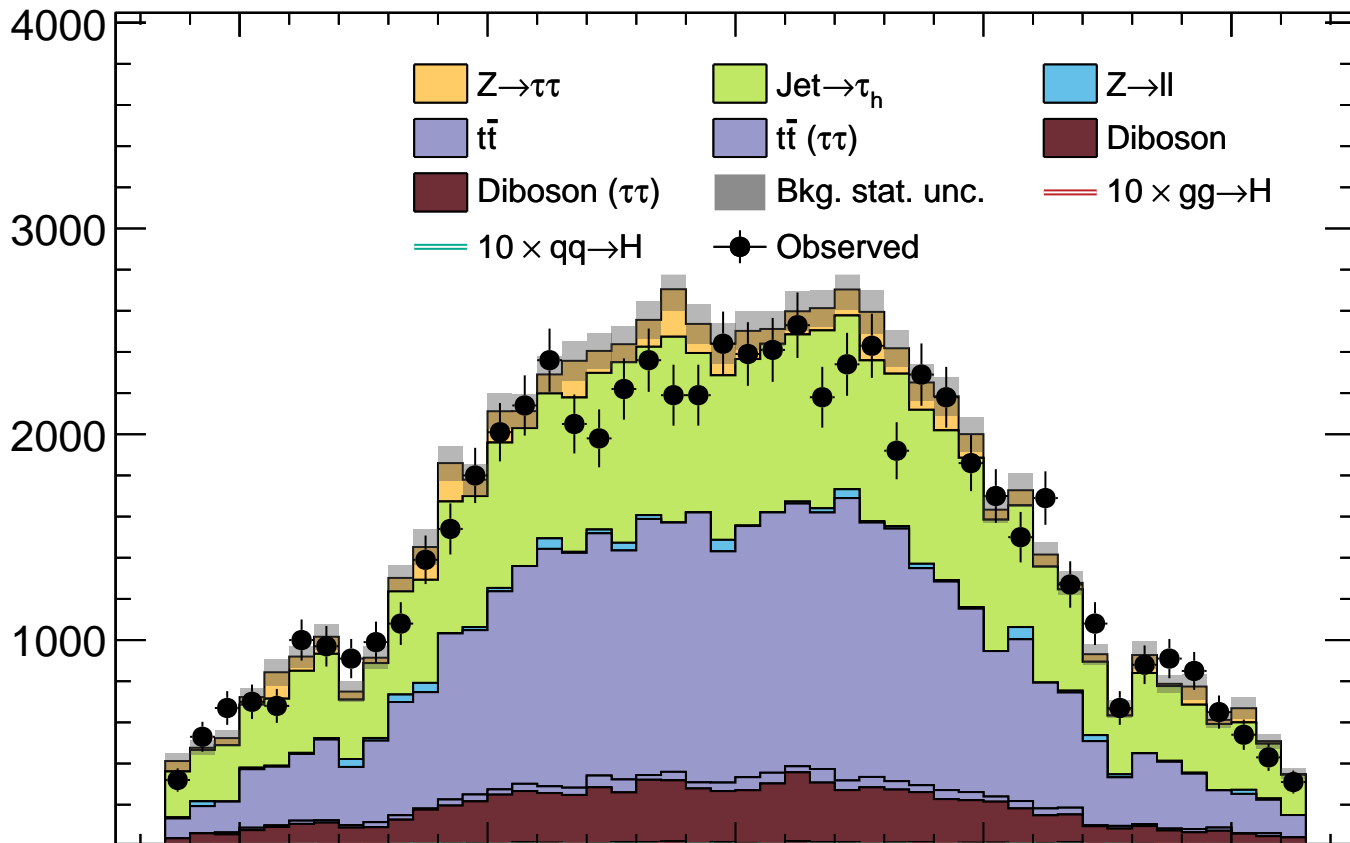 4000
Z→ττ Jet→τh Z→ll
tt̄ tt̄ (ττ) Diboson
Diboson (ττ) Bkg. stat. unc. 10 × gg→H
3000
10 × qq→H Observed
2000
1000